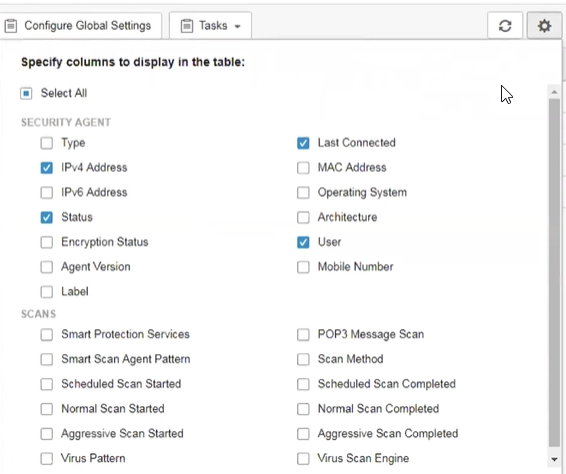 Configure Global Settings Tasks
Specify columns to display in the table:
Select All
SECURITY AGENT
Type Last Connected
IPv4 Address MAC Address
IPv6 Address Operating System
Status Architecture
Encryption Status User
Agent Version Mobile Number
Label
SCANS
Smart Protection Services POP3 Message Scan
Smart Scan Agent Pattern Scan Method
Scheduled Scan Started Scheduled Scan Completed
Normal Scan Started Normal Scan Completed
Aggressive Scan Started Aggressive Scan Completed
Virus Pattern Virus Scan Engine